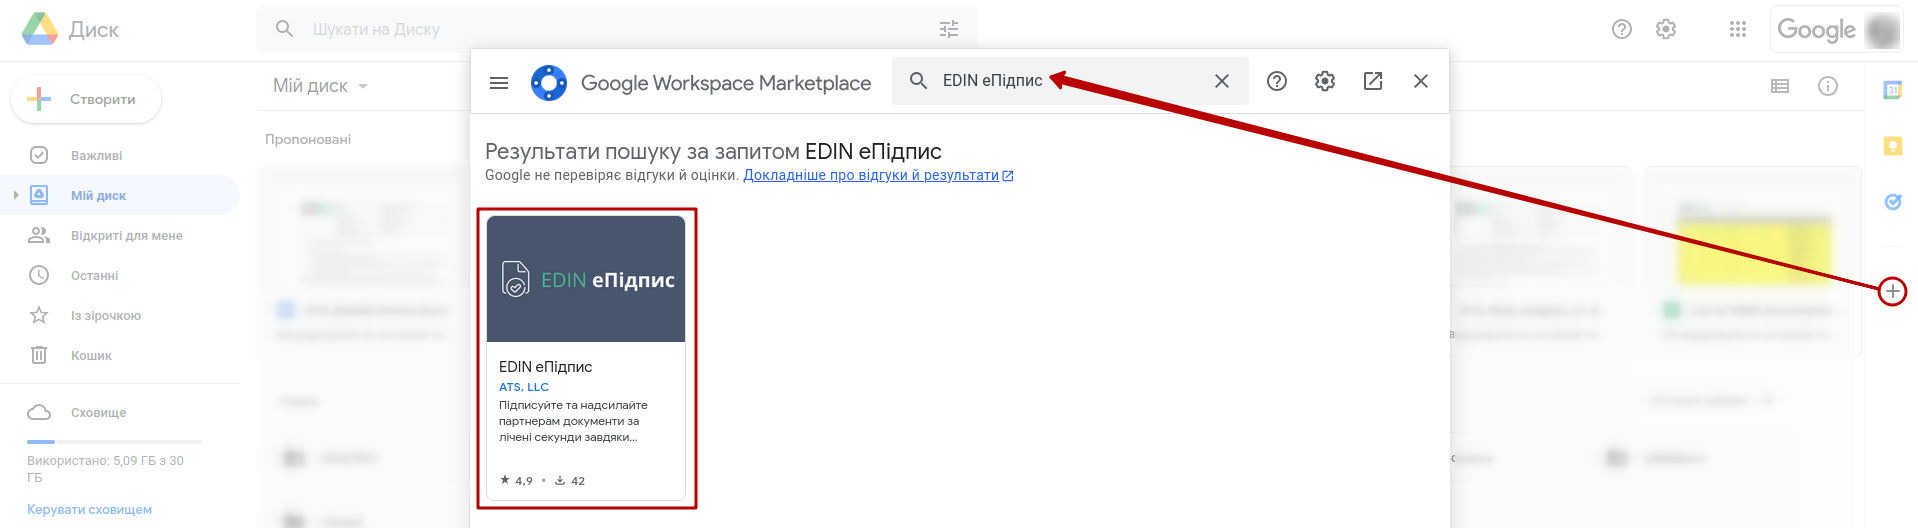 Диск
Шукати на Диску
Google
Створити
Мій диск
Google Workspace Marketplace
EDIN еПідпис
Пропоновані
Важливі
Мій диск
Відкриті для мене
Останні
Із зірочкою
Кошик
Сховище
Використано: 5,09 ГБ з 30
ГБ
Керувати сховищем
Результати пошуку за запитом EDIN еПідпис
Google не перевіряє відгуки й оцінки. Докладніше про відгуки й результати
EDIN еПідпис
EDIN еПідпис
ATS, LLC
Підписуйте та надсилайте
партнерам документи за
лічені секунди завдяки...
4,9 • 42
31